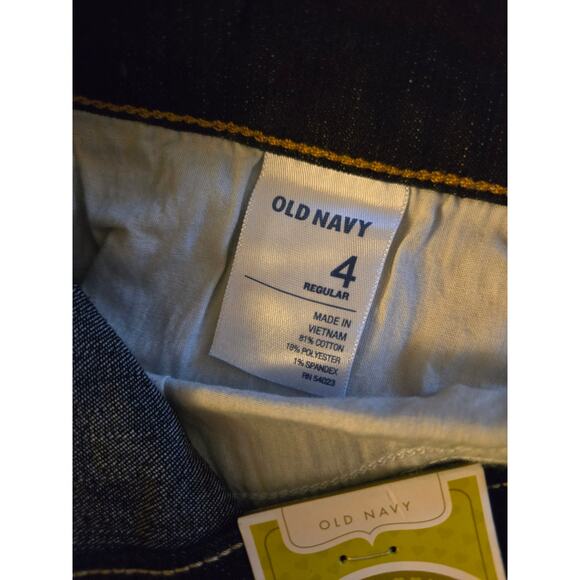 OLD NAVY
4
REGULAR
MADE IN
VIETNAM
81% COTTON
18% POLYESTER
1% SPANDEX
RN 54023
OLD NAVY